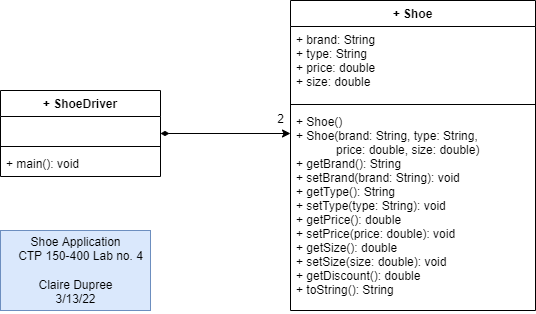 + Shoe
+ brand: String
+ type: String
+ price: double
+ size: double
+ ShoeDriver
2
+ Shoe()
+ Shoe(brand: String, type: String,
price: double, size: double)
+ main(): void
+ getBrand(): String
+ setBrand(brand: String): void
+ getType(): String
+ setType(type: String): void
+ getPrice(): double
+ setPrice(price: double): void
+ getSize(): double
+ setSize(size: double): void
+ getDiscount(): double
+ toString(): String
Shoe Application
CTP 150-400 Lab no. 4
Claire Dupree
3/13/22